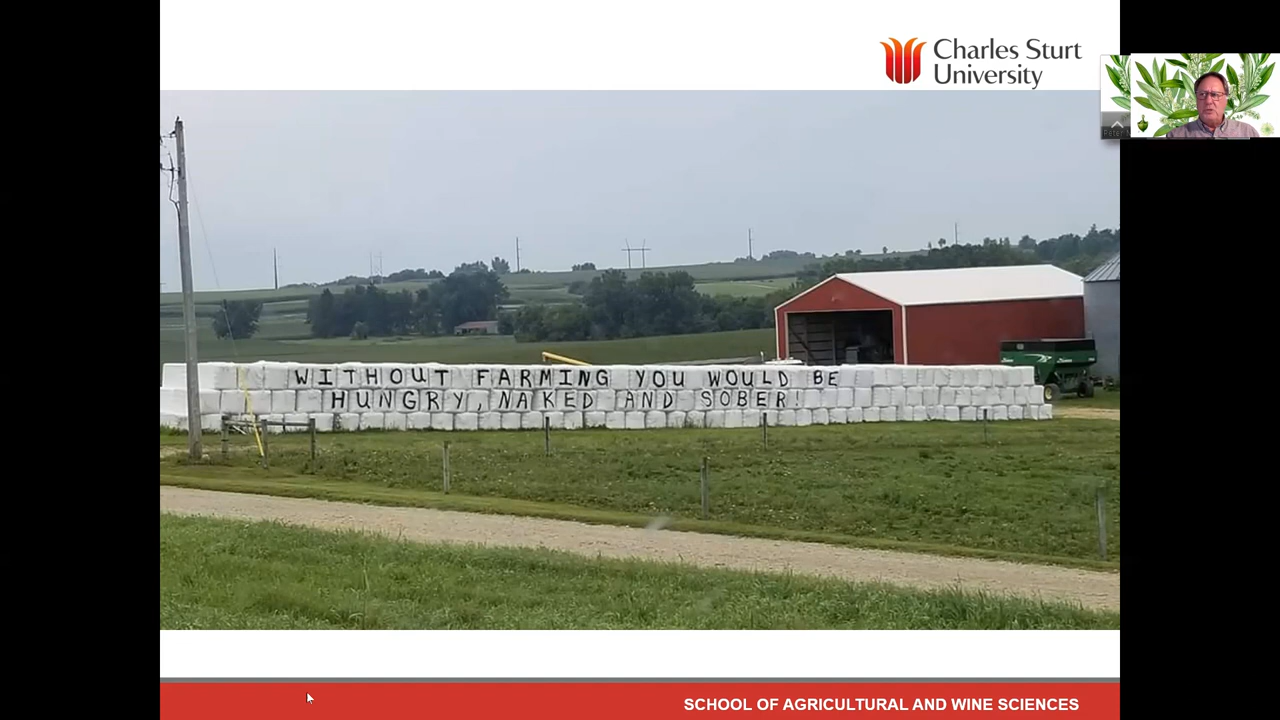 Charles Sturt
University
WITHOUT FARMING YOU WOULD BE
HUNGRY, NAKED AND SOBER!
SCHOOL OF AGRICULTURAL AND WINE SCIENCES